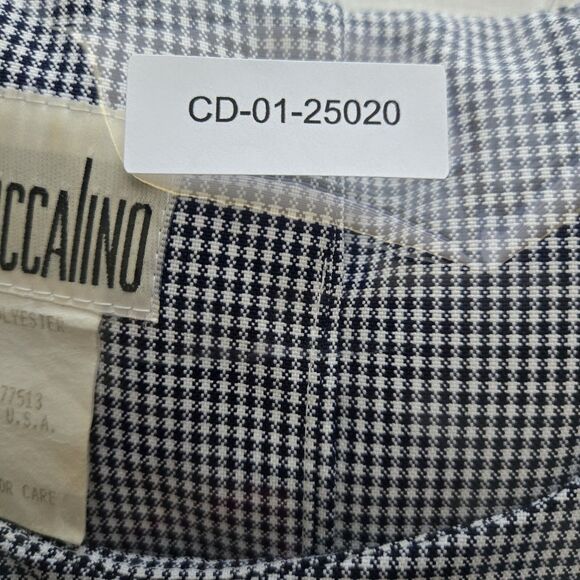 CD-01-25020
CCALINO
OLYESTER
77513
U.S.A.
OR CARE